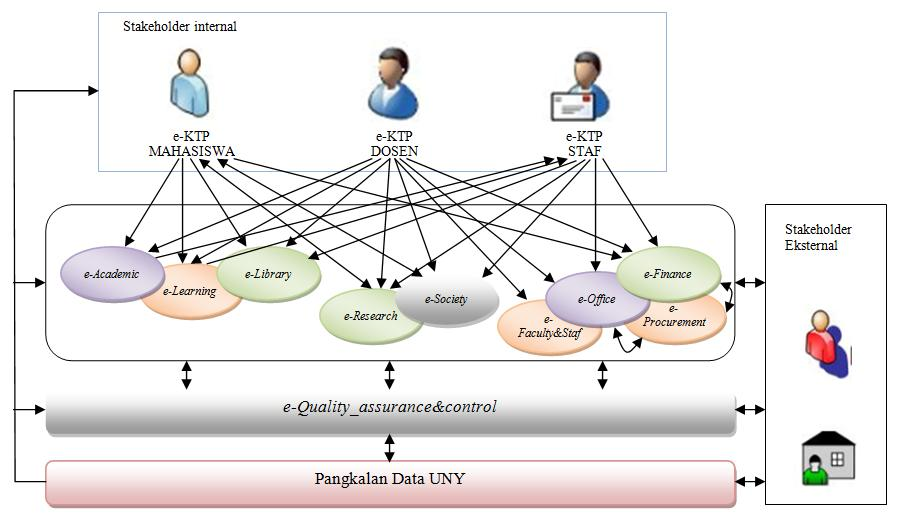 Stakeholder internal
e-KTP
MAHASISWA
e-KTP
DOSEN
e-KTP
STAF
e-Academic
e-Learning
e-Library
e-Research
e-Society
e-
Faculty&Staf
e-Office
e-Finance
e-
Procurement
Stakeholder
Eksternal
e-Quality_assurance&control
Pangkalan Data UNY